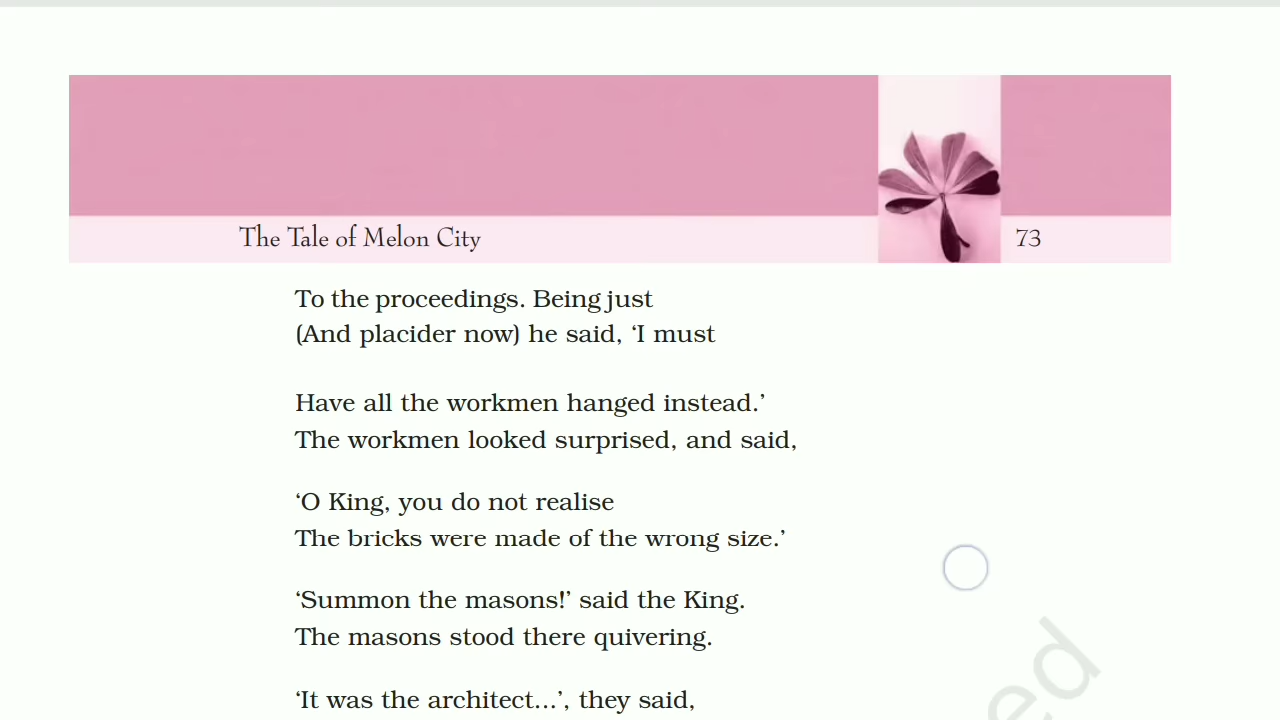 The Tale of Melon City
73
To the proceedings. Being just
(And placider now) he said, ‘I must
Have all the workmen hanged instead.’
The workmen looked surprised, and said,
‘O King, you do not realise
The bricks were made of the wrong size.’
‘Summon the masons!’ said the King.
The masons stood there quivering.
‘It was the architect...’, they said,
ed